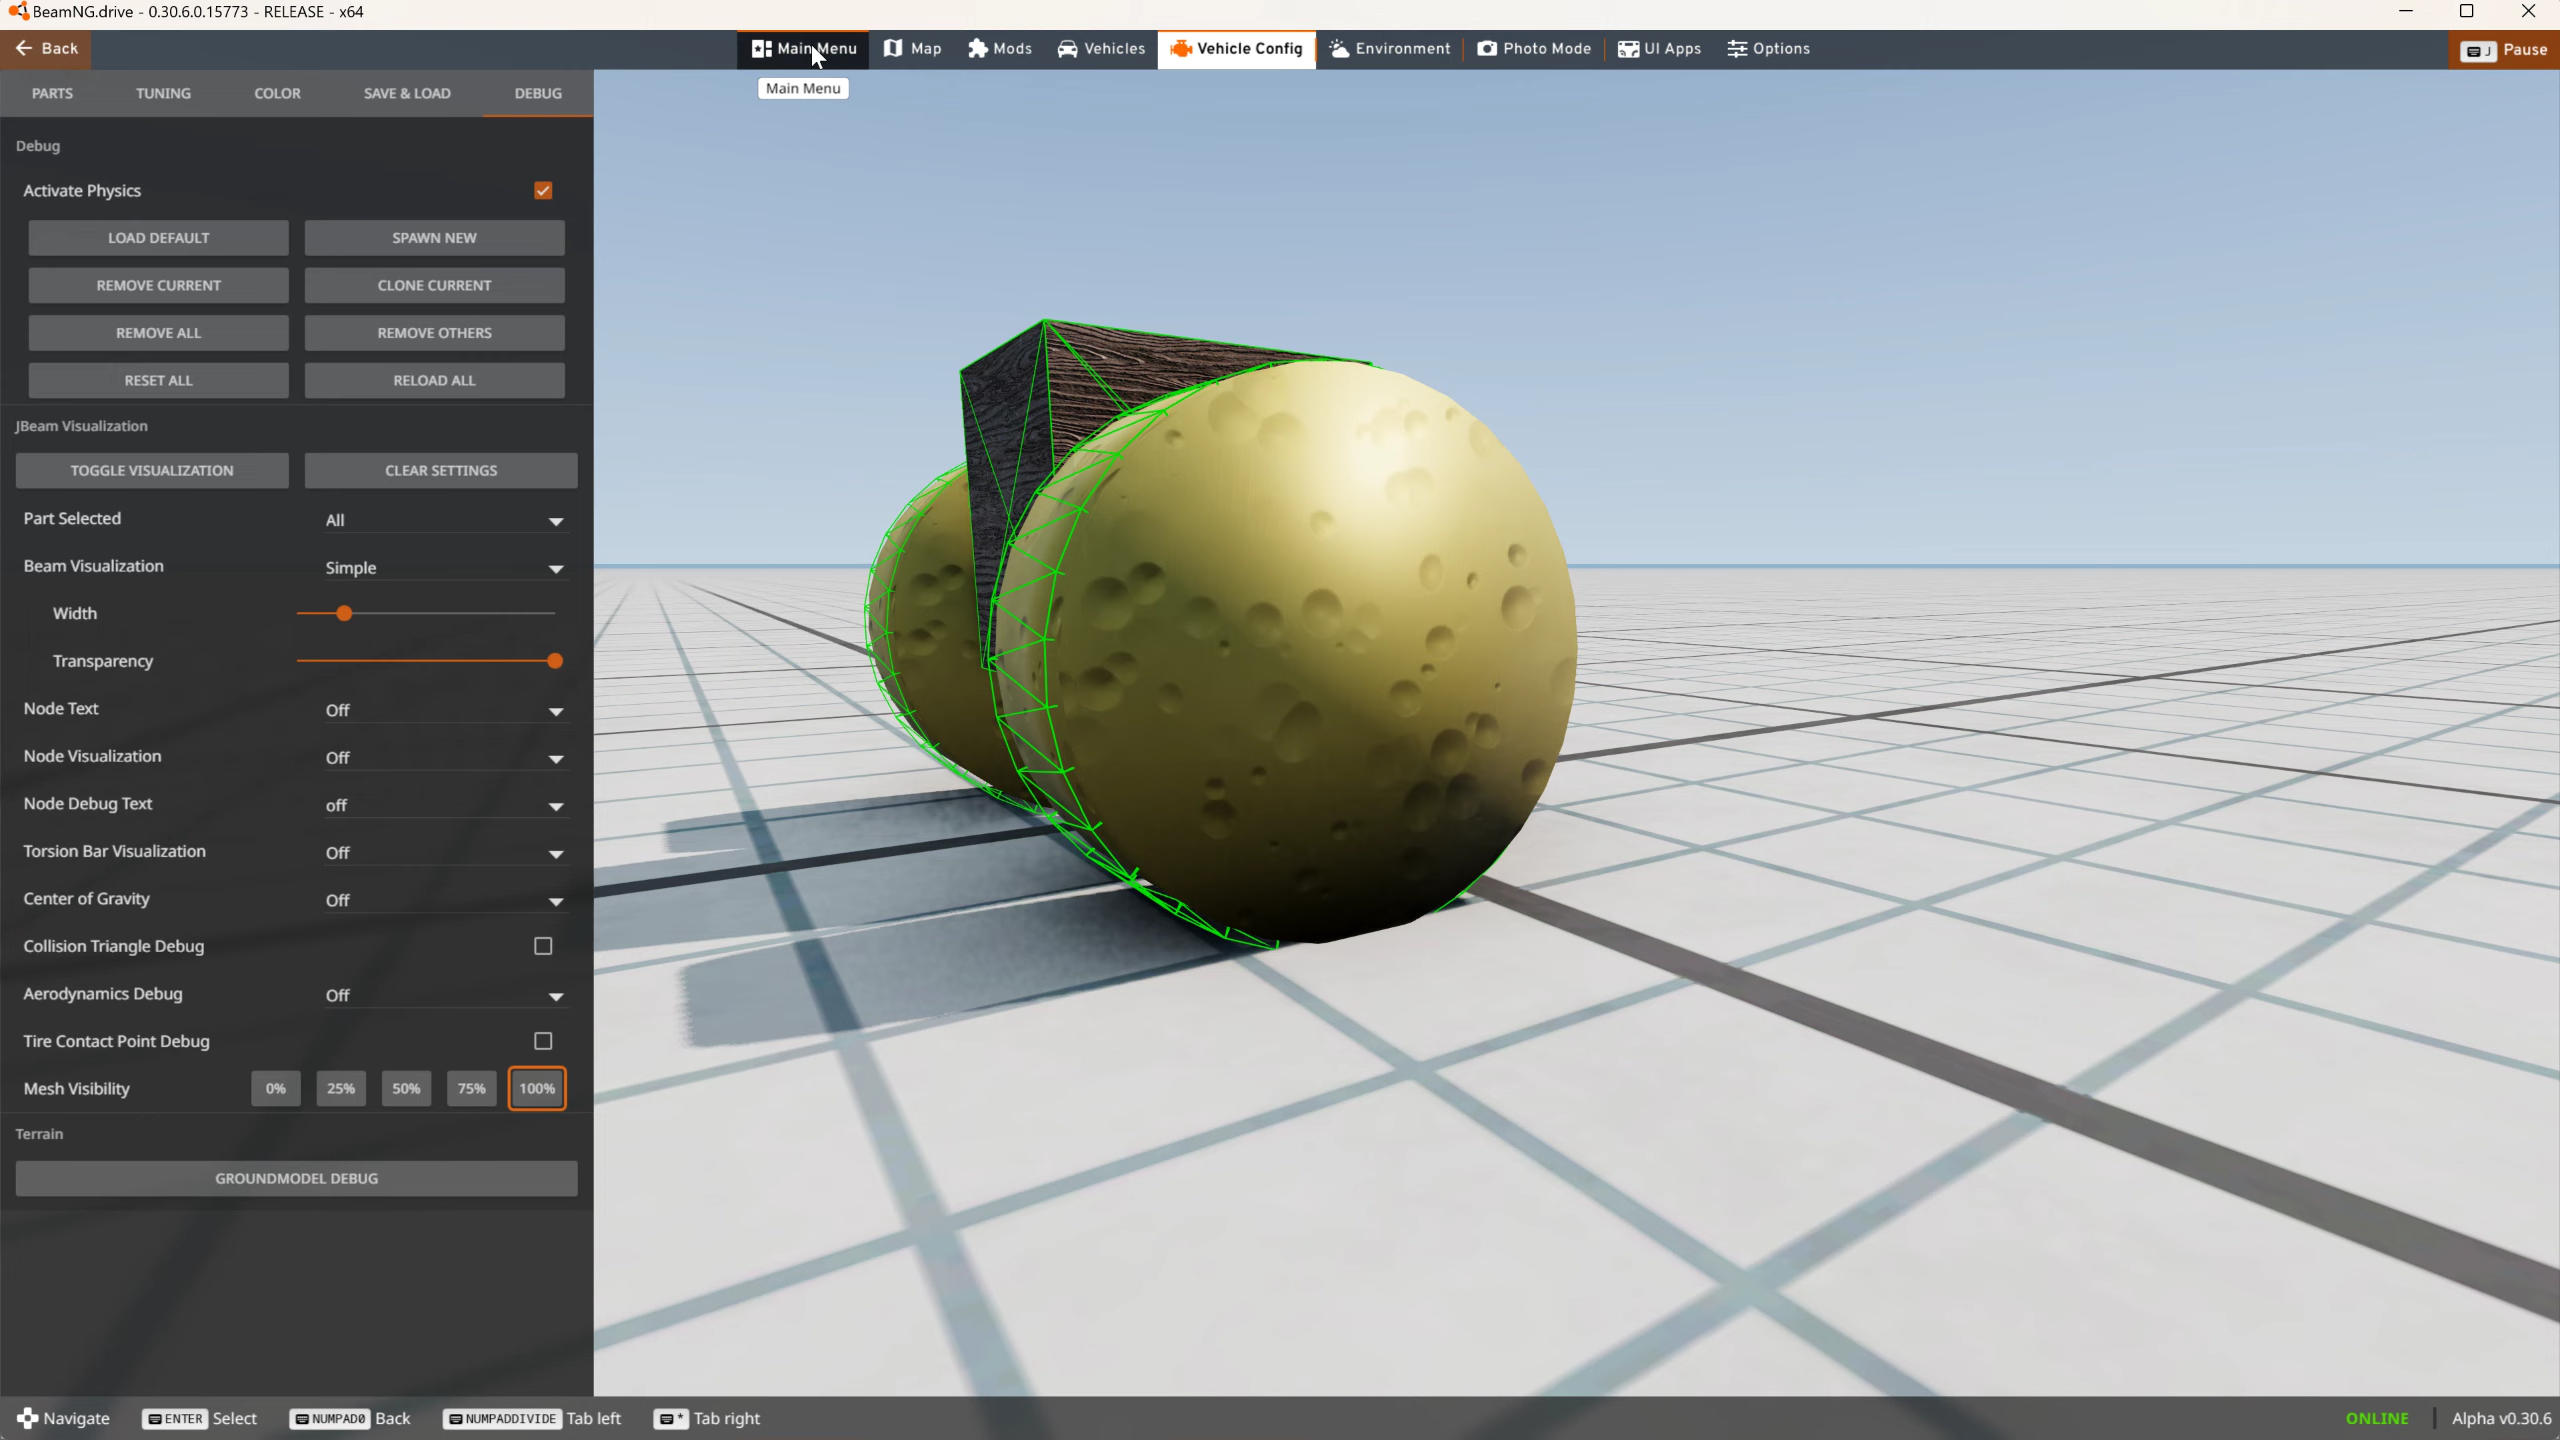 BeamNG.drive - 0.30.6.0.15773 - RELEASE - x64
Back
Main Menu
Map
Mods
Vehicles
Vehicle Config
Environment
Photo Mode
UI Apps
Options
J Pause
Main Menu
PARTS
TUNING
COLOR
SAVE & LOAD
DEBUG
Debug
Activate Physics
LOAD DEFAULT
SPAWN NEW
REMOVE CURRENT
CLONE CURRENT
REMOVE ALL
REMOVE OTHERS
RESET ALL
RELOAD ALL
JBeam Visualization
TOGGLE VISUALIZATION
CLEAR SETTINGS
Part Selected
All
Beam Visualization
Simple
Width
Transparency
Node Text
Off
Node Visualization
Off
Node Debug Text
off
Torsion Bar Visualization
Off
Center of Gravity
Off
Collision Triangle Debug
Aerodynamics Debug
Off
Tire Contact Point Debug
Mesh Visibility
0%
25%
50%
75%
100%
Terrain
GROUNDMODEL DEBUG
Navigate
ENTER Select
NUMPAD0 Back
NUMPADDIVIDE Tab left
* Tab right
ONLINE
Alpha v0.30.6